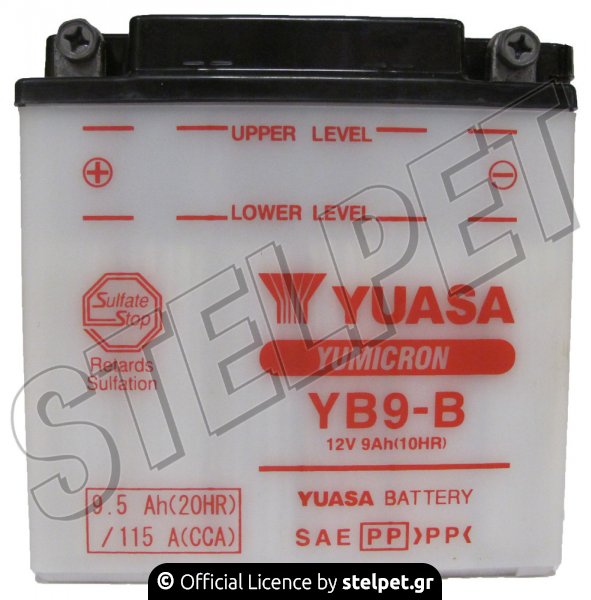 UPPER LEVEL
+
−
LOWER LEVEL
STELPET
Sulfate
Stop
Retards
Sulfation
YUASA
YUMICRON
YB9-B
12V 9Ah(10HR)
9.5 Ah(20HR)
/115 A(CCA)
YUASA BATTERY
SAE PP >PP<
© Official Licence by stelpet.gr